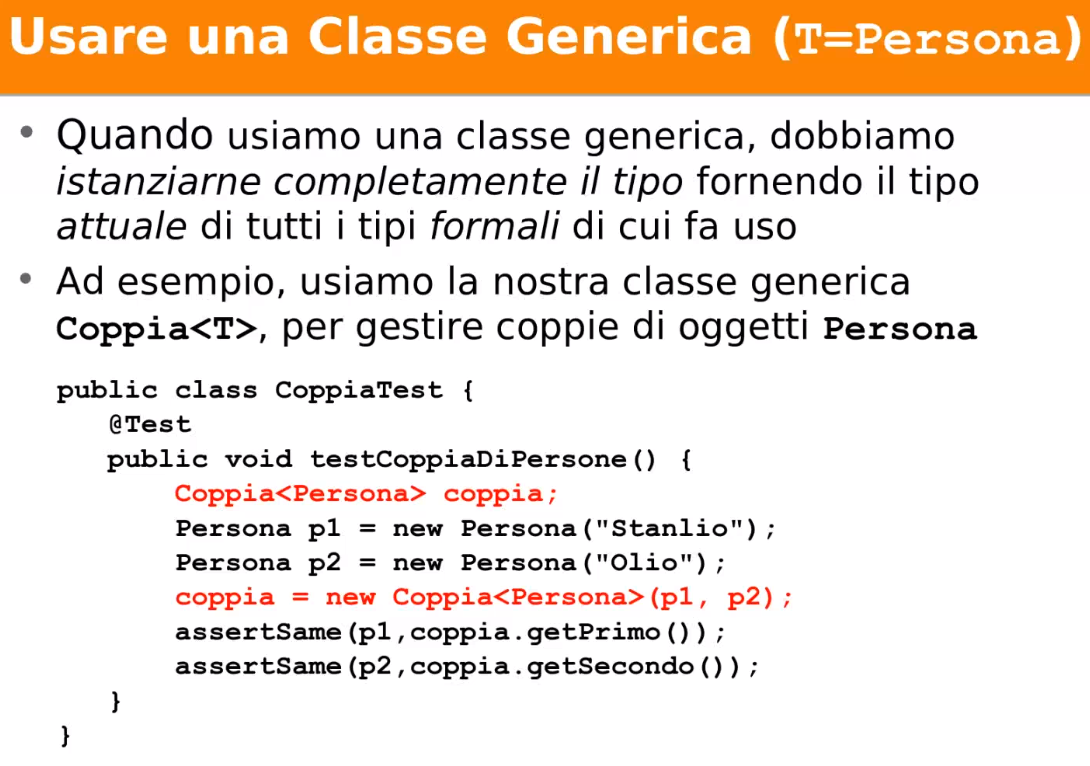 Usare una Classe Generica (T=Persona)
• Quando usiamo una classe generica, dobbiamo
istanziarne completamente il tipo fornendo il tipo
attuale di tutti i tipi formali di cui fa uso
• Ad esempio, usiamo la nostra classe generica
Coppia<T>, per gestire coppie di oggetti Persona
public class CoppiaTest {
@Test
public void testCoppiaDiPersone() {
Coppia<Persona> coppia;
Persona p1 = new Persona("Stanlio");
Persona p2 = new Persona("Olio");
coppia = new Coppia<Persona>(p1, p2);
assertSame(p1,coppia.getPrimo());
assertSame(p2,coppia.getSecondo());
}
}